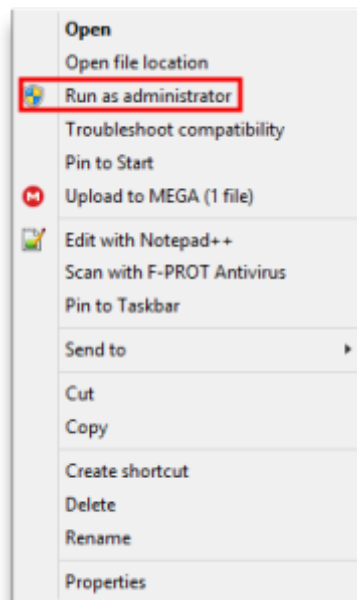 Open
Open file location
Run as administrator
Troubleshoot compatibility
Pin to Start
Upload to MEGA (1 file)
Edit with Notepad++
Scan with F-PROT Antivirus
Pin to Taskbar
Send to
Cut
Copy
Create shortcut
Delete
Rename
Properties